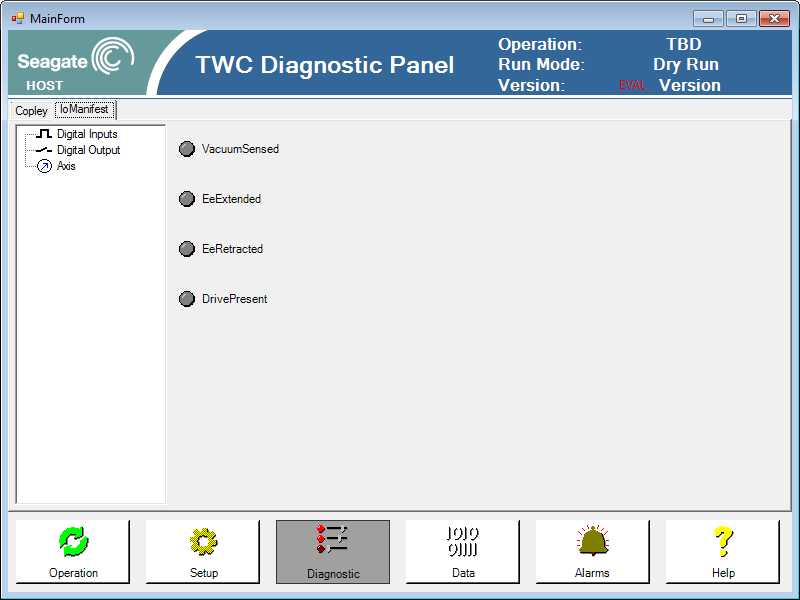 MainForm
Seagate
HOST
TWC Diagnostic Panel
Operation: TBD
Run Mode: Dry Run
Version: EVAL Version
Copley IoManifest
Digital Inputs
Digital Output
Axis
VacuumSensed
EeExtended
EeRetracted
DrivePresent
Operation Setup Diagnostic Data Alarms Help